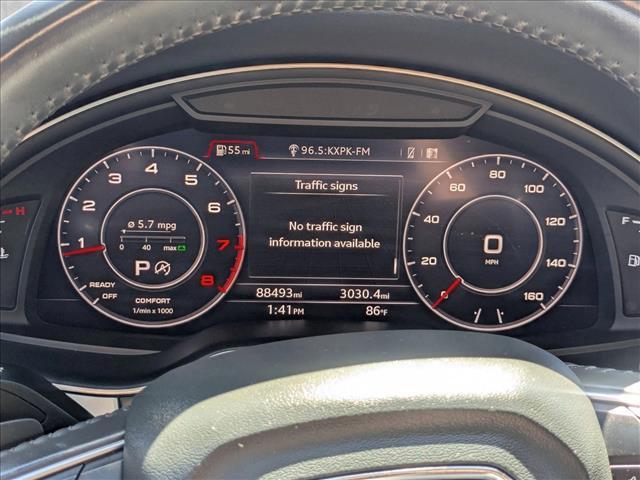 55 mi
96.5:KXPK-FM
Traffic signs
No traffic sign
information available
1 2 3 4 5 6 7 8
ø 5.7 mpg
0 40 max
P
READY
OFF
COMFORT
1/min x 1000
88493mi
3030.4mi
1:41PM
86°F
0 20 40 60 80 100 120 140 160
0
MPH
H
F